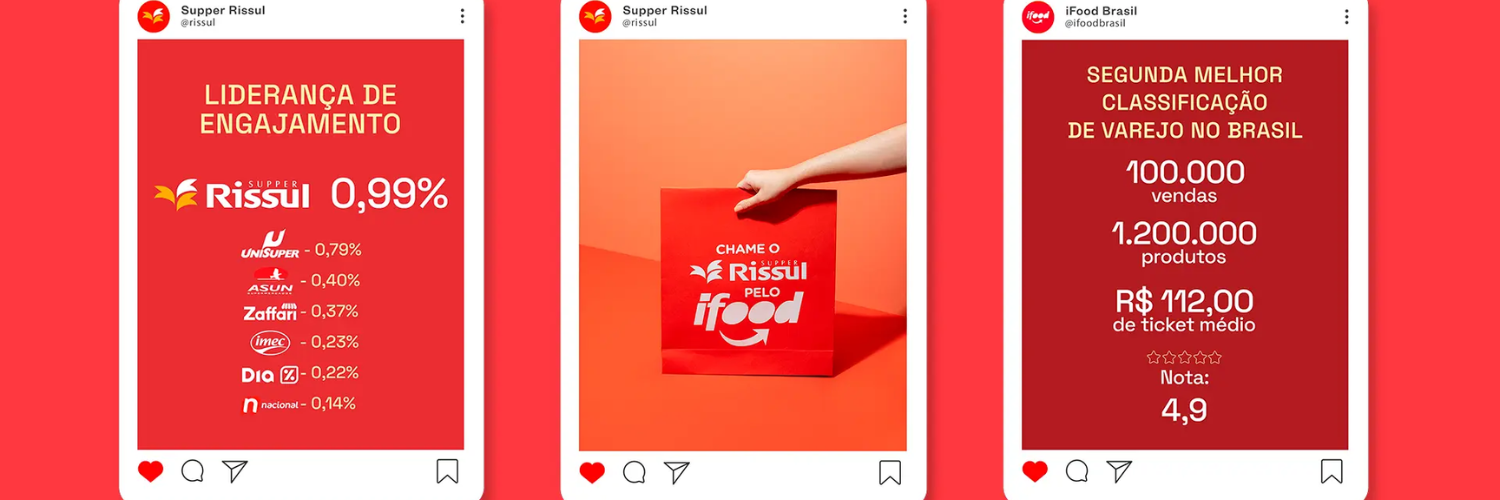 Supper Rissul
@rissul
LIDERANÇA DE
ENGAJAMENTO
SUPPER
Rissul 0,99%
UNISUPER - 0,79%
ASUN - 0,40%
Zaffari - 0,37%
imec - 0,23%
Dia % - 0,22%
n nacional - 0,14%
Supper Rissul
@rissul
CHAME O
SUPPER
Rissul
PELO
ifood
iFood Brasil
@ifoodbrasil
ifood
SEGUNDA MELHOR
CLASSIFICAÇÃO
DE VAREJO NO BRASIL
100.000
vendas
1.200.000
produtos
R$ 112,00
de ticket médio
Nota:
4,9